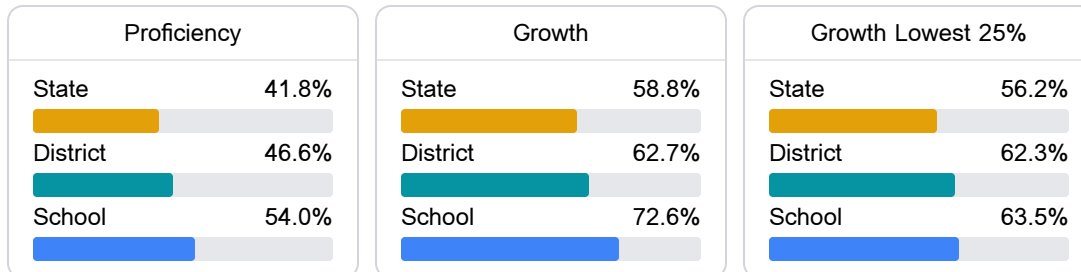 Proficiency
State 41.8%
District 46.6%
School 54.0%
Growth
State 58.8%
District 62.7%
School 72.6%
Growth Lowest 25%
State 56.2%
District 62.3%
School 63.5%